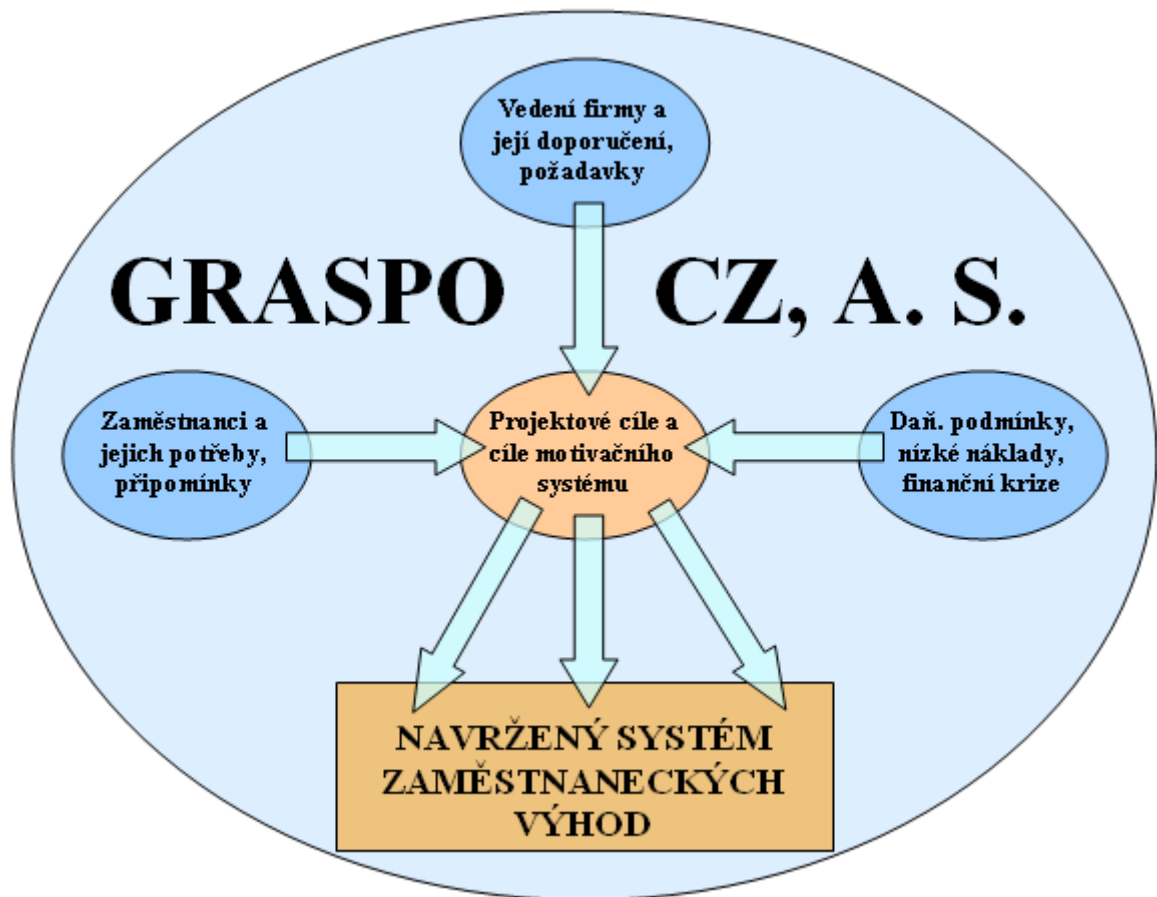 Vedení firmy a
její doporučení,
požadavky
GRASPO CZ, A. S.
Zaměstnanci a
jejich potřeby,
připomínky
Projektové cíle a
cíle motivačního
systému
Daň. podmínky,
nízké náklady,
finanční krize
NAVRŽENÝ SYSTÉM
ZAMĚSTNANECKÝCH
VÝHOD